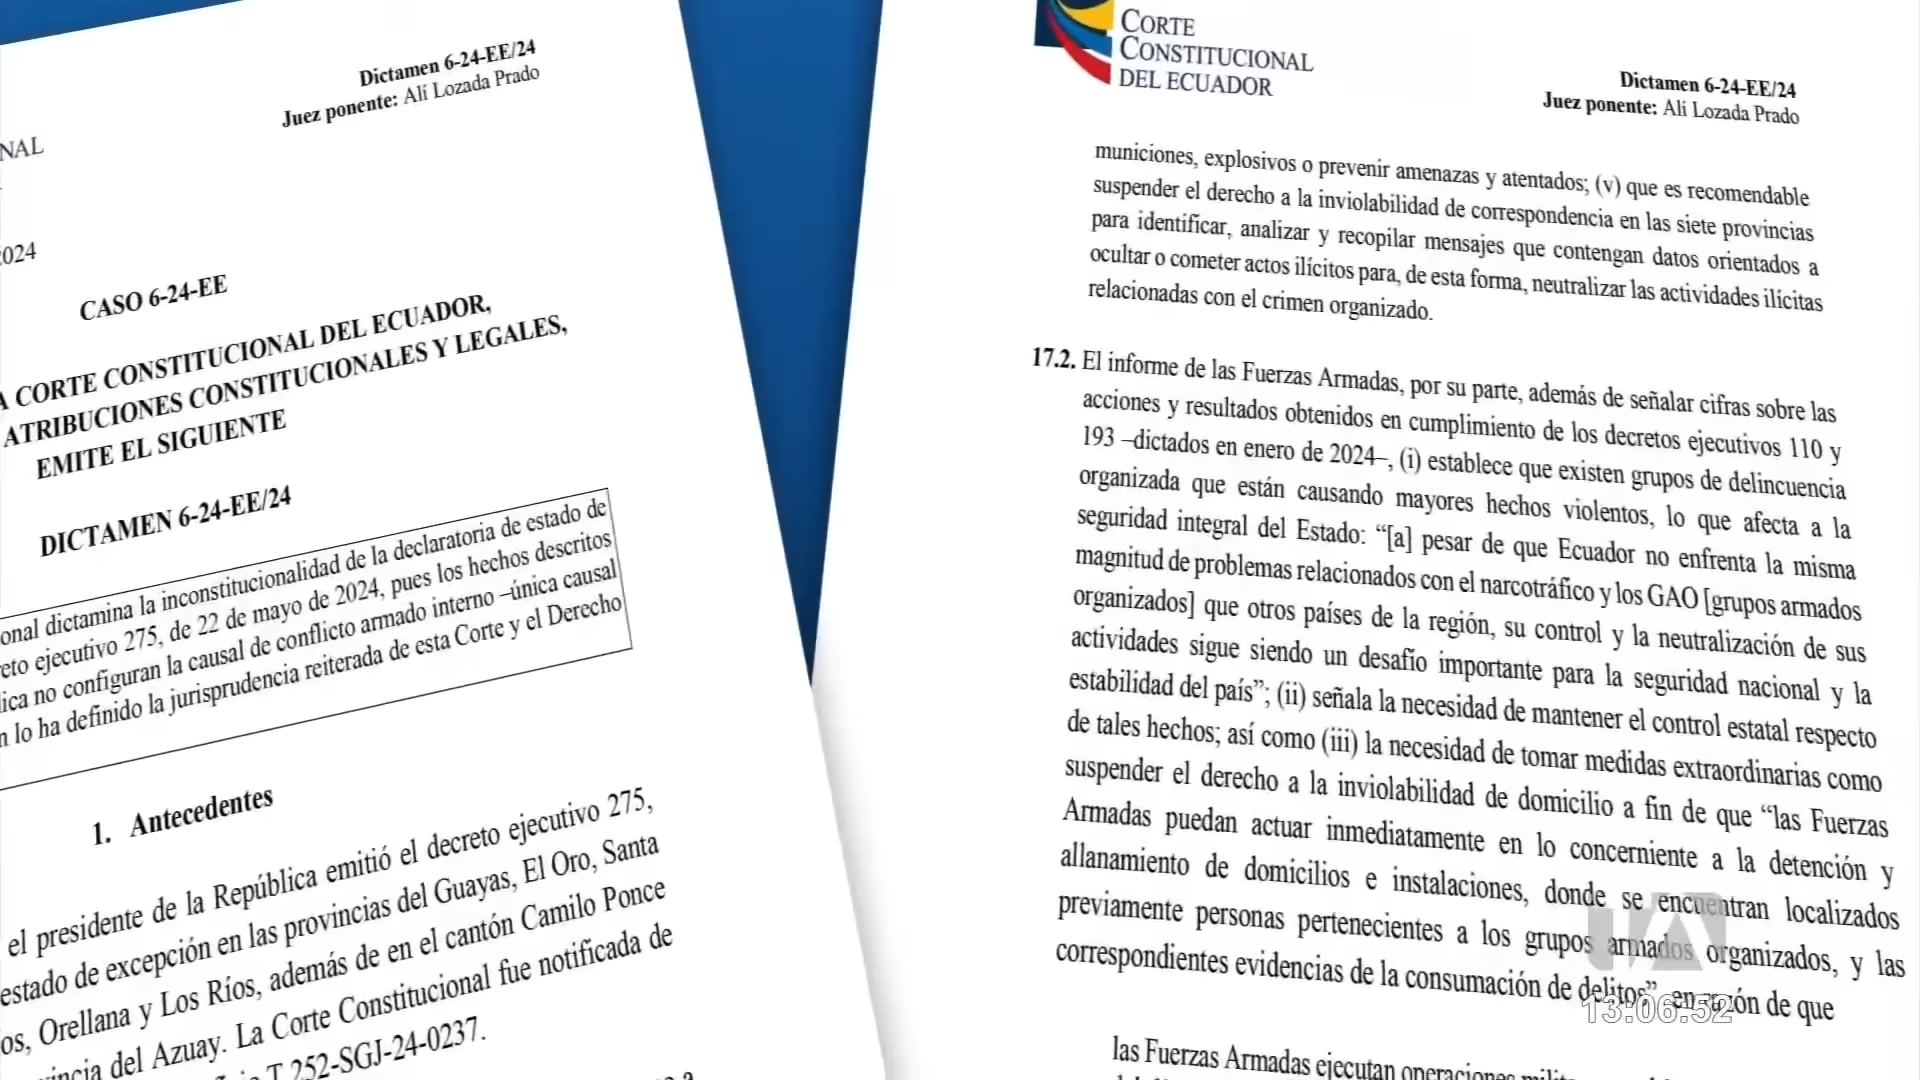 Dictamen 6-24-EE/24
Juez ponente: Alí Lozada Prado
NAL
2024
CASO 6-24-EE
CORTE CONSTITUCIONAL DEL ECUADOR,
ATRIBUCIONES CONSTITUCIONALES Y LEGALES,
EMITE EL SIGUIENTE
DICTAMEN 6-24-EE/24
onal dictamina la inconstitucionalidad de la declaratoria de estado de
eto ejecutivo 275, de 22 de mayo de 2024, pues los hechos descritos
lica no configuran la causal de conflicto armado interno –única causal
n lo ha definido la jurisprudencia reiterada de esta Corte y el Derecho
1. Antecedentes
el presidente de la República emitió el decreto ejecutivo 275,
estado de excepción en las provincias del Guayas, El Oro, Santa
os, Orellana y Los Ríos, además de en el cantón Camilo Ponce
vincia del Azuay. La Corte Constitucional fue notificada de
T.252-SGJ-24-0237.
CORTE
CONSTITUCIONAL
DEL ECUADOR
Dictamen 6-24-EE/24
Juez ponente: Alí Lozada Prado
municiones, explosivos o prevenir amenazas y atentados; (v) que es recomendable
suspender el derecho a la inviolabilidad de correspondencia en las siete provincias
para identificar, analizar y recopilar mensajes que contengan datos orientados a
ocultar o cometer actos ilícitos para, de esta forma, neutralizar las actividades ilícitas
relacionadas con el crimen organizado.
17.2. El informe de las Fuerzas Armadas, por su parte, además de señalar cifras sobre las
acciones y resultados obtenidos en cumplimiento de los decretos ejecutivos 110 y
193 –dictados en enero de 2024–, (i) establece que existen grupos de delincuencia
organizada que están causando mayores hechos violentos, lo que afecta a la
seguridad integral del Estado: “[a] pesar de que Ecuador no enfrenta la misma
magnitud de problemas relacionados con el narcotráfico y los GAO [grupos armados
organizados] que otros países de la región, su control y la neutralización de sus
actividades sigue siendo un desafío importante para la seguridad nacional y la
estabilidad del país”; (ii) señala la necesidad de mantener el control estatal respecto
de tales hechos; así como (iii) la necesidad de tomar medidas extraordinarias como
suspender el derecho a la inviolabilidad de domicilio a fin de que “las Fuerzas
Armadas puedan actuar inmediatamente en lo concerniente a la detención y
allanamiento de domicilios e instalaciones, donde se encuentran localizados
previamente personas pertenecientes a los grupos armados organizados, y las
correspondientes evidencias de la consumación de delitos” en razón de que
las Fuerzas Armadas ejecutan operaciones
13:06:52